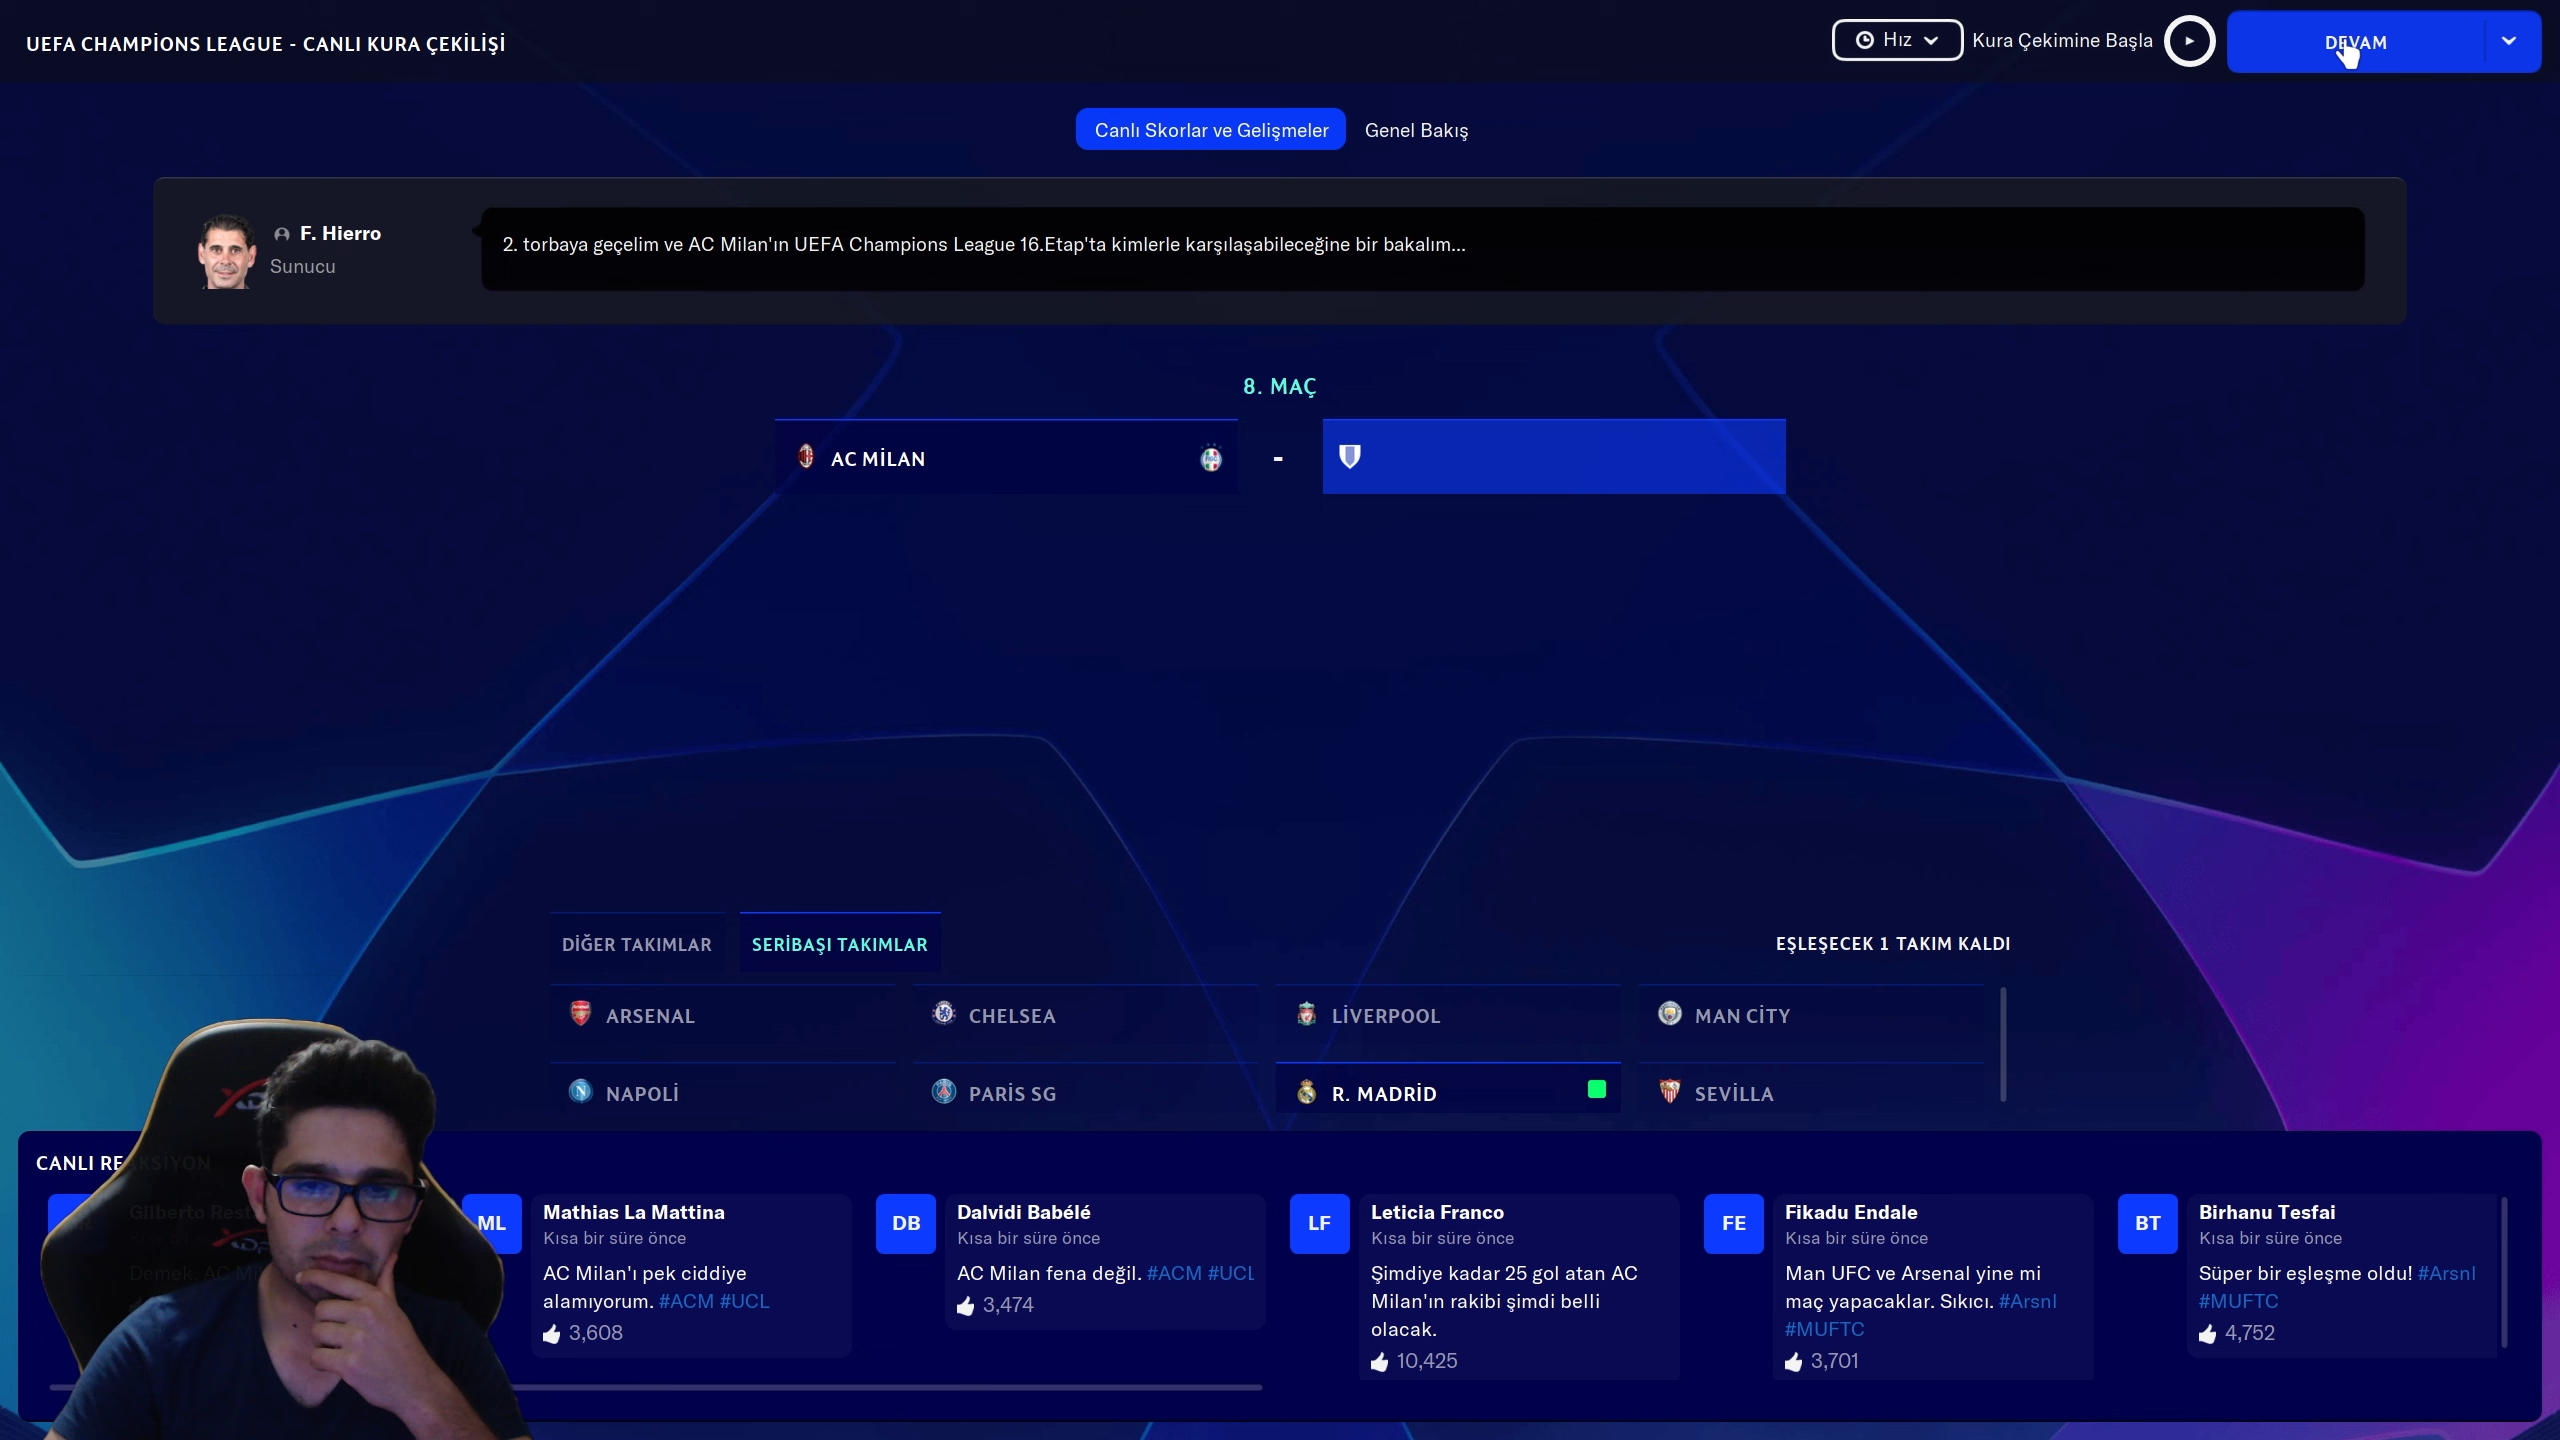 UEFA CHAMPİONS LEAGUE - CANLI KURA ÇEKİLİŞİ
Hız
Kura Çekimine Başla
DEVAM
Canlı Skorlar ve Gelişmeler
Genel Bakış
F. Hierro
Sunucu
2. torbaya geçelim ve AC Milan'ın UEFA Champions League 16.Etap'ta kimlerle karşılaşabileceğine bir bakalım...
8. MAÇ
AC MİLAN
-
DİĞER TAKIMLAR
SERİBAŞI TAKIMLAR
EŞLEŞECEK 1 TAKIM KALDI
ARSENAL
CHELSEA
LİVERPOOL
MAN CİTY
NAPOLİ
PARİS SG
R. MADRİD
SEVİLLA
CANLI REAKSİYON
Gilberto
Demek. AC
ML
Mathias La Mattina
Kısa bir süre önce
AC Milan'ı pek ciddiye
alamıyorum. #ACM #UCL
3,608
DB
Dalvidi Babélé
Kısa bir süre önce
AC Milan fena değil. #ACM #UCL
3,474
LF
Leticia Franco
Kısa bir süre önce
Şimdiye kadar 25 gol atan AC
Milan'ın rakibi şimdi belli
olacak.
10,425
FE
Fikadu Endale
Kısa bir süre önce
Man UFC ve Arsenal yine mi
maç yapacaklar. Sıkıcı. #Arsnl
#MUFTC
3,701
BT
Birhanu Tesfai
Kısa bir süre önce
Süper bir eşleşme oldu! #Arsnl
#MUFTC
4,752